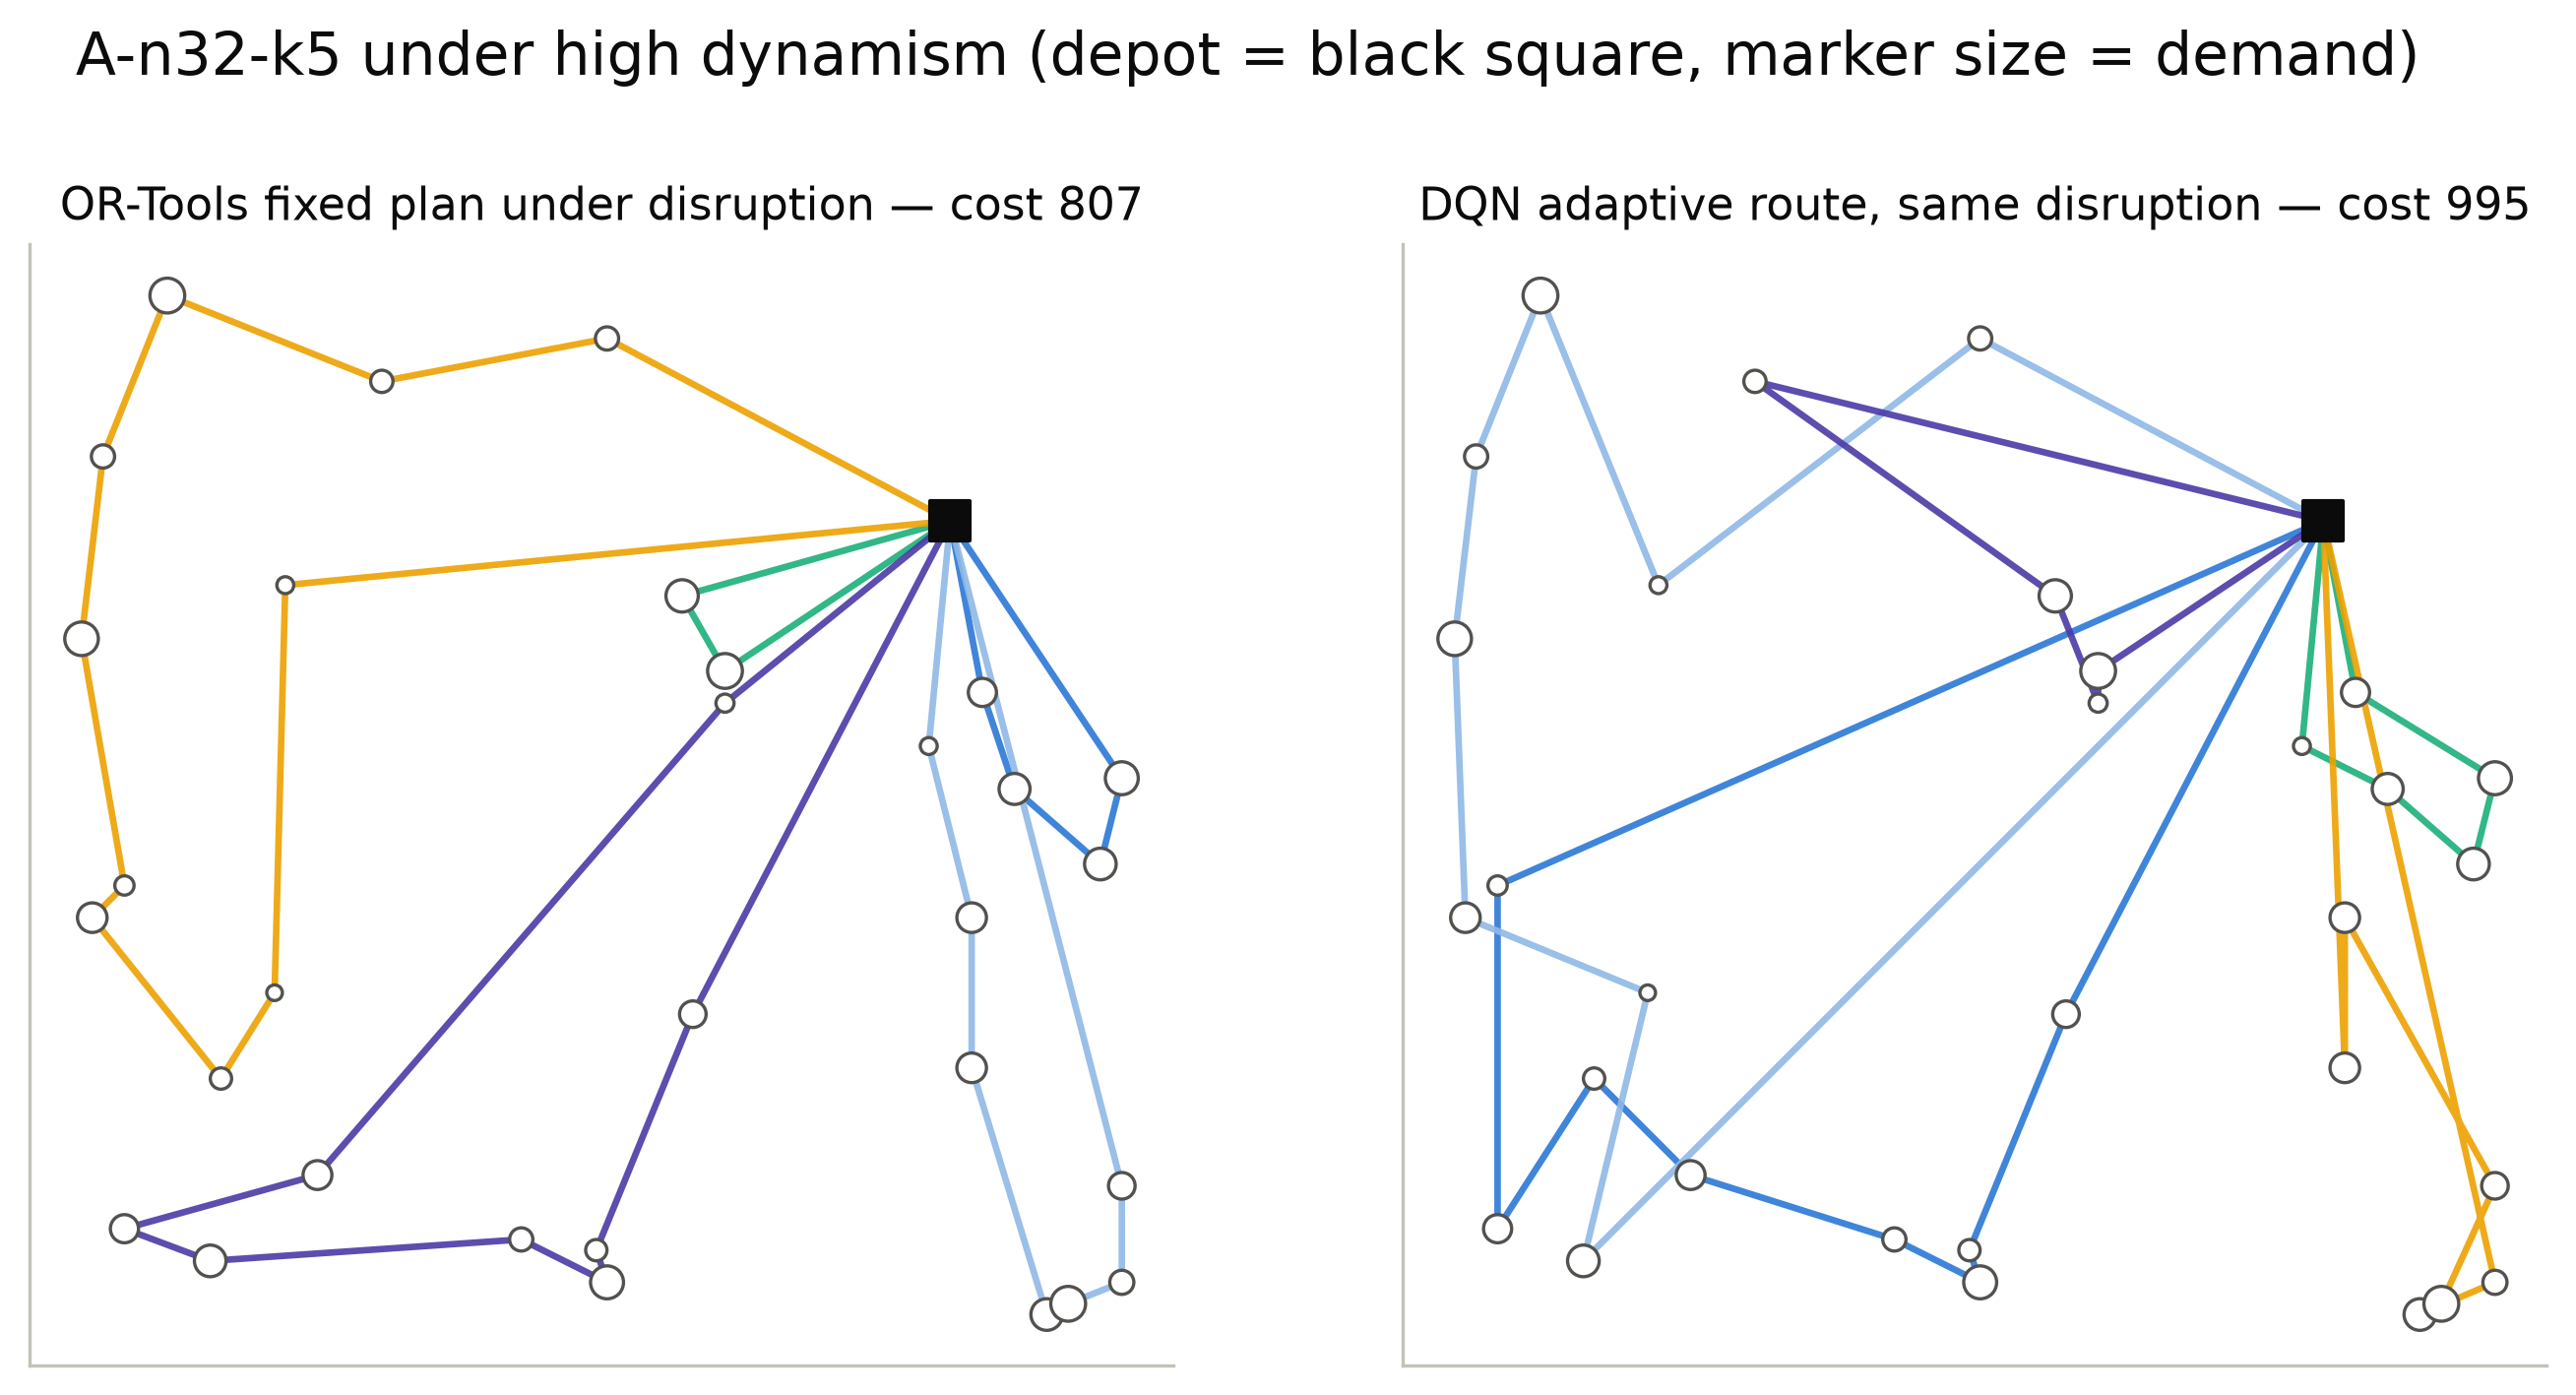 A-n32-k5 under high dynamism (depot = black square, marker size = demand)
OR-Tools fixed plan under disruption — cost 807
DQN adaptive route, same disruption — cost 995